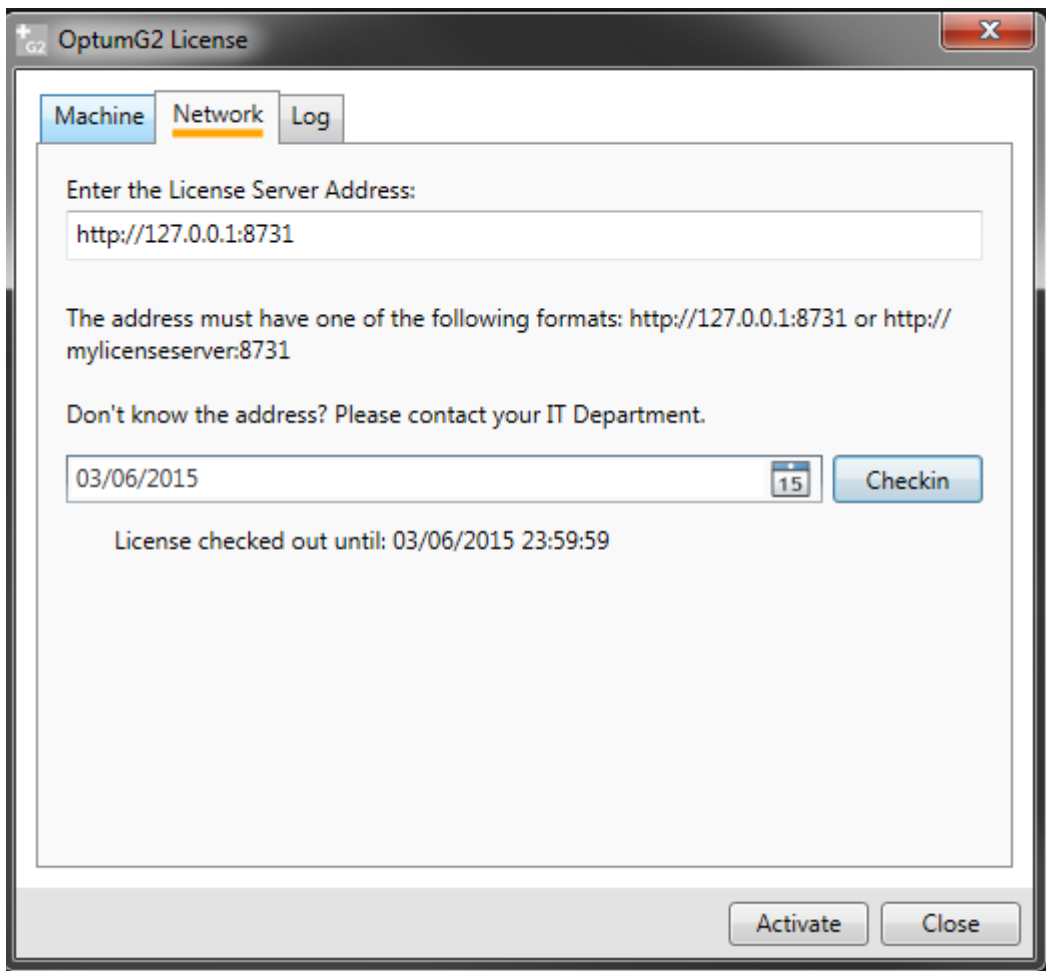 G2 OptumG2 License
Machine Network Log
Enter the License Server Address:
http://127.0.0.1:8731
The address must have one of the following formats: http://127.0.0.1:8731 or http://
mylicenseserver:8731
Don't know the address? Please contact your IT Department.
03/06/2015 15 Checkin
License checked out until: 03/06/2015 23:59:59
Activate Close